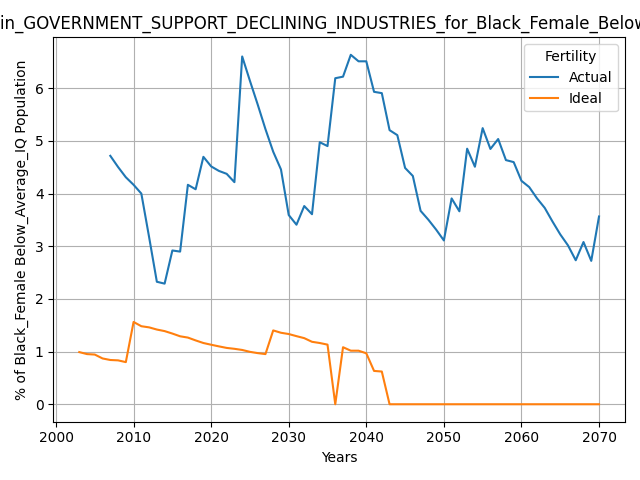 in_GOVERNMENT_SUPPORT_DECLINING_INDUSTRIES_for_Black_Female_Below
Fertility
Actual
Ideal
% of Black_Female Below_Average_IQ Population
6
5
4
3
2
1
0
2000 2010 2020 2030 2040 2050 2060 2070
Years